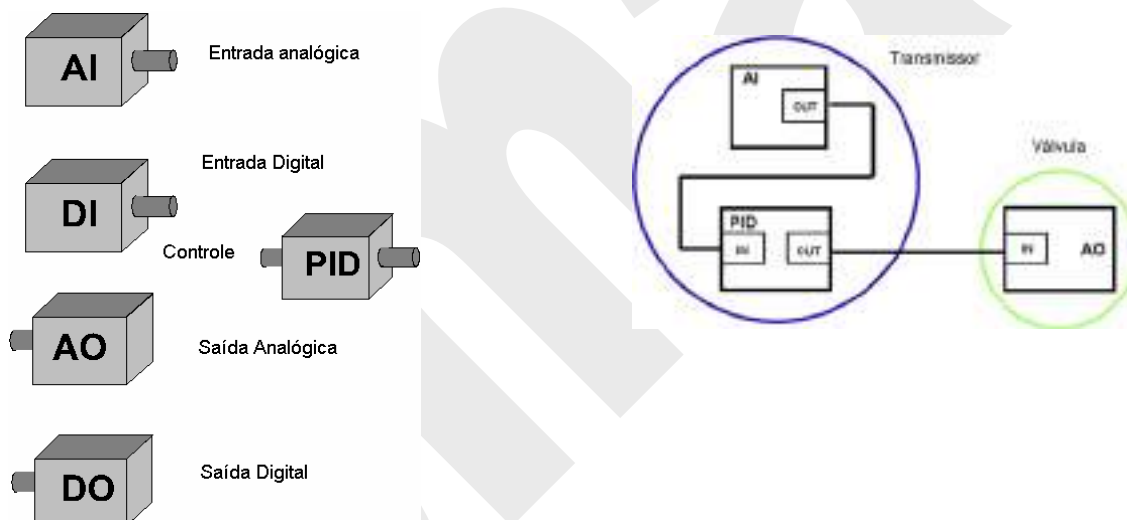 AI
Entrada analógica
DI
Entrada Digital
Controle
PID
AO
Saída Analógica
DO
Saída Digital
Transmissor
AI
OUT
PID
IN
OUT
Válvula
IN
AO